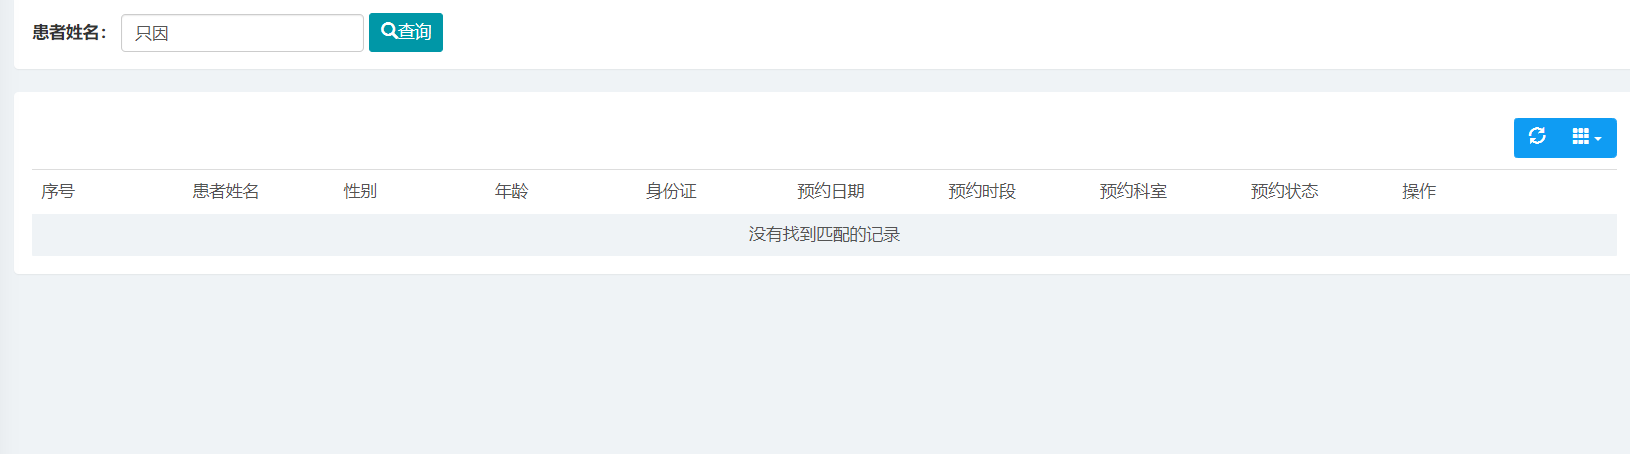 患者姓名： 只因 查询
序号 患者姓名 性别 年龄 身份证 预约日期 预约时段 预约科室 预约状态 操作
没有找到匹配的记录